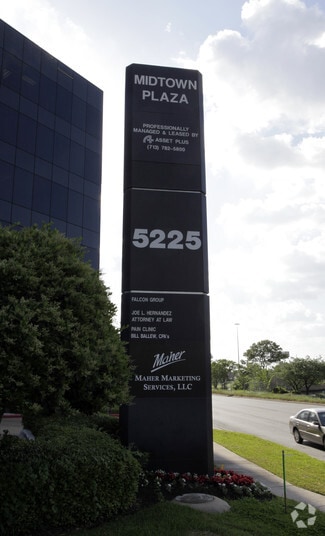 MIDTOWN
PLAZA
PROFESSIONALLY
MANAGED & LEASED BY
ASSET PLUS
(713) 782-5800
5225
FALCON GROUP
JOE L. HERNANDEZ
ATTORNEY AT LAW
PAIN CLINIC
BILL BALLEW, CPA's
Maher
MAHER MARKETING
SERVICES, LLC